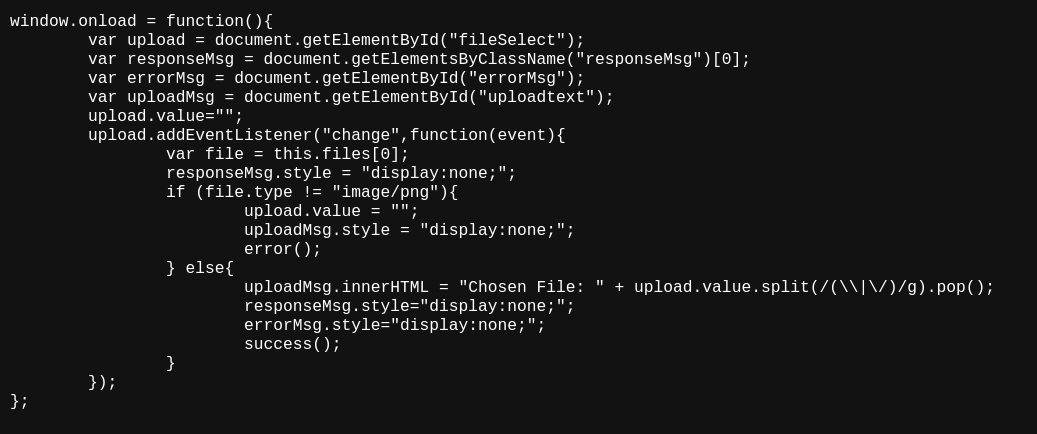 window.onload = function(){
        var upload = document.getElementById("fileSelect");
        var responseMsg = document.getElementsByClassName("responseMsg")[0];
        var errorMsg = document.getElementById("errorMsg");
        var uploadMsg = document.getElementById("uploadtext");
        upload.value="";
        upload.addEventListener("change",function(event){
                var file = this.files[0];
                responseMsg.style = "display:none;";
                if (file.type != "image/png"){
                        upload.value = "";
                        uploadMsg.style = "display:none;";
                        error();
                } else{
                        uploadMsg.innerHTML = "Chosen File: " + upload.value.split(/(\\|\/)/g).pop();
                        responseMsg.style="display:none;";
                        errorMsg.style="display:none;";
                        success();
                }
        });
};